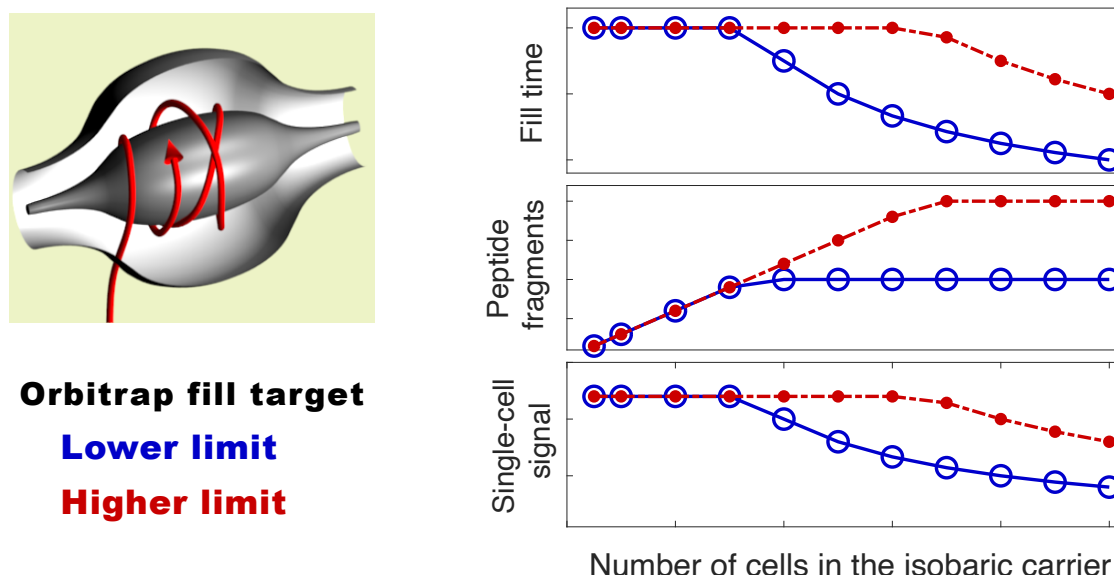 Orbitrap fill target
Lower limit
Higher limit
Fill time
Peptide
fragments
Single-cell
signal
Number of cells in the isobaric carrier